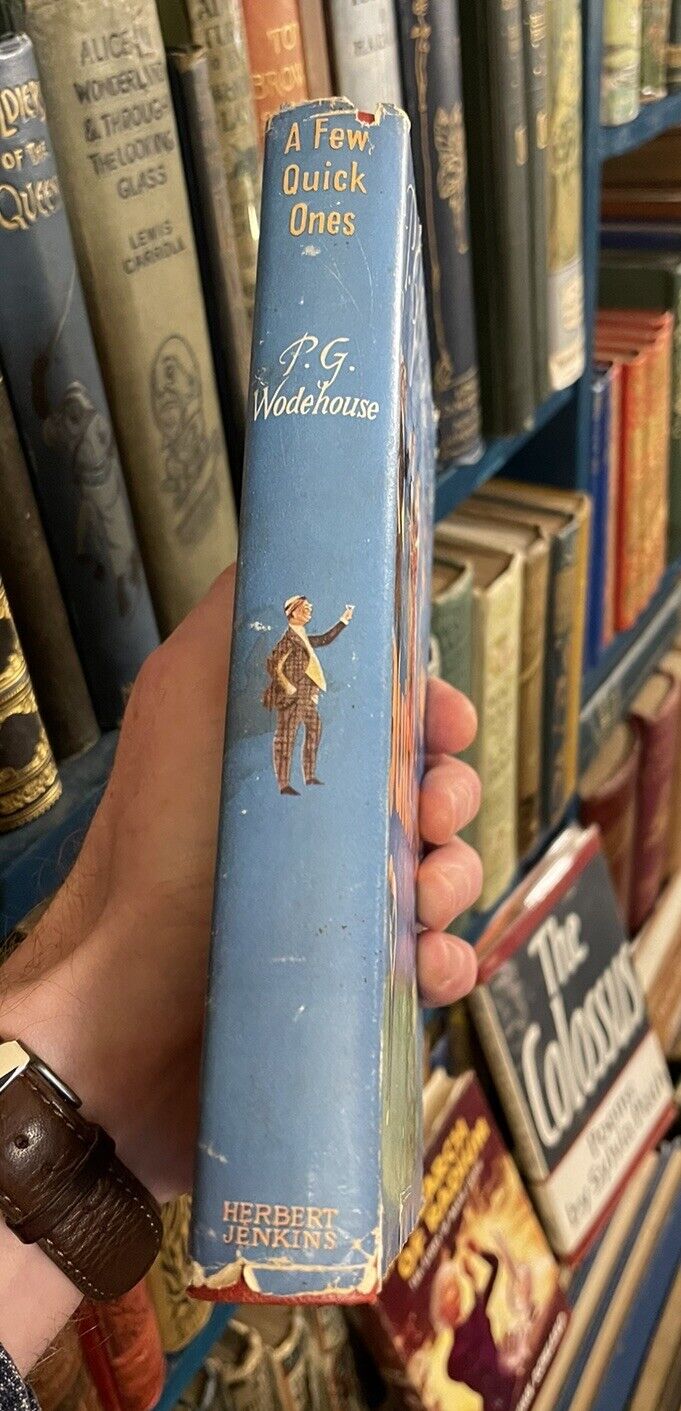 A Few
Quick
Ones
P.G.
Wodehouse
HERBERT
JENKINS
OF THE
QUEEN
ALICE IN
WONDERLAND
& THROUGH
THE LOOKING
GLASS
LEWIS
CARROLL
The
Colossus